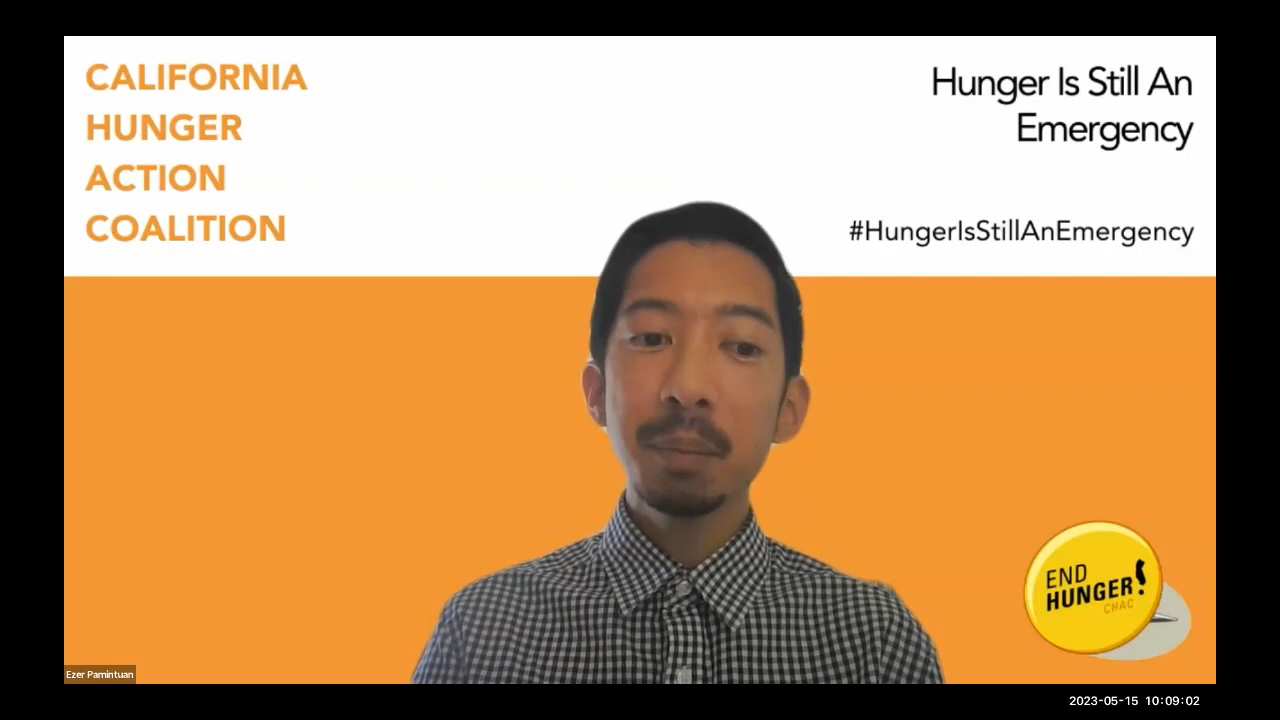 CALIFORNIA
HUNGER
ACTION
COALITION
Hunger Is Still An
Emergency
#HungerIsStillAnEmergency
END
HUNGER!
CHAC
Ezer Pamintuan
2023-05-15 10:09:02